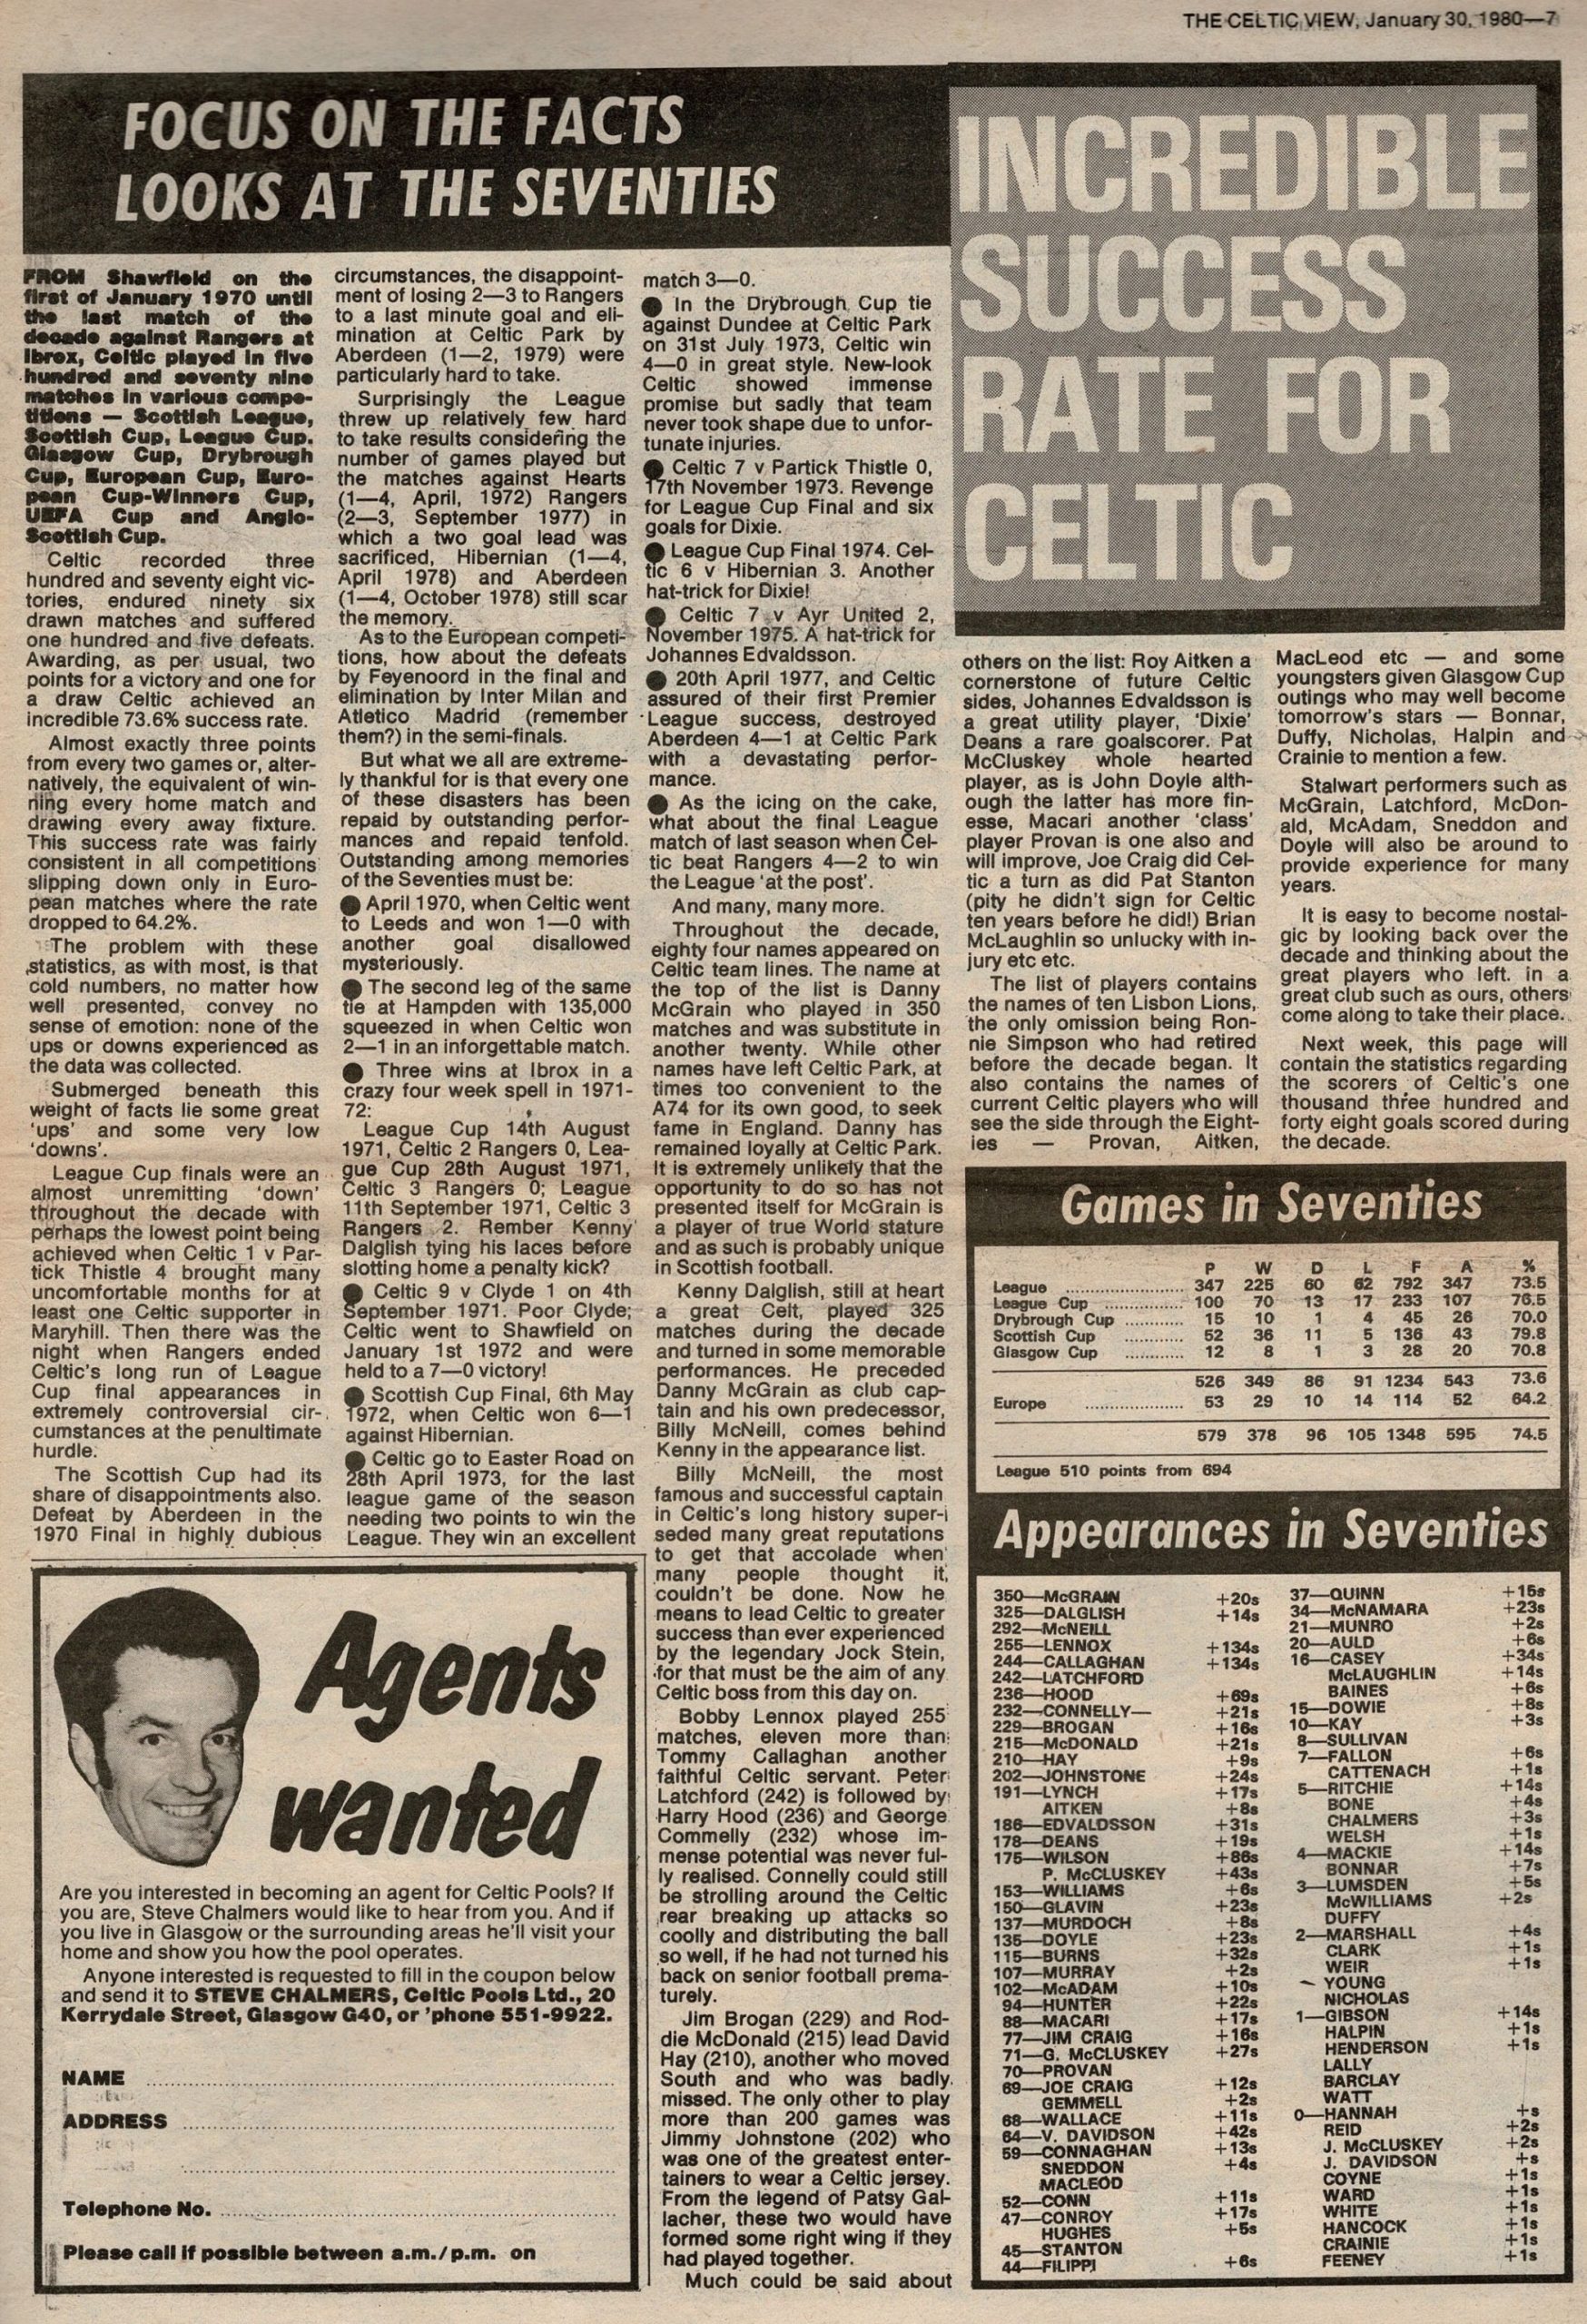 THE CELTIC VIEW, January 30, 1980—7
FOCUS ON THE FACTS
LOOKS AT THE SEVENTIES
INCREDIBLE
SUCCESS
RATE FOR
CELTIC
FROM Shawfield on the
first of January 1970 until
the last match of the
decade against Rangers at
Ibrox, Celtic played in five
hundred and seventy nine
matches in various compe-
titions — Scottish League,
Scottish Cup, League Cup.
Glasgow Cup, Drybrough
Cup, European Cup, Euro-
pean Cup-Winners Cup,
UEFA Cup and Anglo-
Scottish Cup.
Celtic recorded three
hundred and seventy eight vic-
tories, endured ninety six
drawn matches and suffered
one hundred and five defeats.
Awarding, as per usual, two
points for a victory and one for
a draw Celtic achieved an
incredible 73.6% success rate.
Almost exactly three points
from every two games or, alter-
natively, the equivalent of win-
ning every home match and
drawing every away fixture.
This success rate was fairly
consistent in all competitions
slipping down only in Euro-
pean matches where the rate
dropped to 64.2%.
The problem with these
statistics, as with most, is that
cold numbers, no matter how
well presented, convey no
sense of emotion: none of the
ups or downs experienced as
the data was collected.
Submerged beneath this
weight of facts lie some great
'ups' and some very low
'downs'.
League Cup finals were an
almost unremitting 'down'
throughout the decade with
perhaps the lowest point being
achieved when Celtic 1 v Par-
tick Thistle 4 brought many
uncomfortable months for at
least one Celtic supporter in
Maryhill. Then there was the
night when Rangers ended
Celtic's long run of League
Cup final appearances in
extremely controversial cir-
cumstances at the penultimate
hurdle.
The Scottish Cup had its
share of disappointments also.
Defeat by Aberdeen in the
1970 Final in highly dubious
circumstances, the disappoint-
ment of losing 2—3 to Rangers
to a last minute goal and eli-
mination at Celtic Park by
Aberdeen (1—2, 1979) were
particularly hard to take.
Surprisingly the League
threw up relatively few hard
to take results considering the
number of games played but
the matches against Hearts
(1—4, April, 1972) Rangers
(2—3, September 1977) in
which a two goal lead was
sacrificed, Hibernian (1—4,
April 1978) and Aberdeen
(1—4, October 1978) still scar
the memory.
As to the European competi-
tions, how about the defeats
by Feyenoord in the final and
elimination by Inter Milan and
Atletico Madrid (remember
them?) in the semi-finals.
But what we all are extreme-
ly thankful for is that every one
of these disasters has been
repaid by outstanding perfor-
mances and repaid tenfold.
Outstanding among memories
of the Seventies must be:
● April 1970, when Celtic went
to Leeds and won 1—0 with
another goal disallowed
mysteriously.
● The second leg of the same
tie at Hampden with 135,000
squeezed in when Celtic won
2—1 in an inforgettable match.
● Three wins at Ibrox in a
crazy four week spell in 1971-
72:
League Cup 14th August
1971, Celtic 2 Rangers 0, Lea-
gue Cup 28th August 1971,
Celtic 3 Rangers 0; League
11th September 1971, Celtic 3
Rangers 2. Rember Kenny
Dalglish tying his laces before
slotting home a penalty kick?
● Celtic 9 v Clyde 1 on 4th
September 1971. Poor Clyde;
Celtic went to Shawfield on
January 1st 1972 and were
held to a 7—0 victory!
● Scottish Cup Final, 6th May
1972, when Celtic won 6—1
against Hibernian.
● Celtic go to Easter Road on
28th April 1973, for the last
league game of the season
needing two points to win the
League. They win an excellent
match 3—0.
● In the Drybrough Cup tie
against Dundee at Celtic Park
on 31st July 1973, Celtic win
4—0 in great style. New-look
Celtic showed immense
promise but sadly that team
never took shape due to unfor-
tunate injuries.
● Celtic 7 v Partick Thistle 0,
17th November 1973. Revenge
for League Cup Final and six
goals for Dixie.
● League Cup Final 1974. Cel-
tic 6 v Hibernian 3. Another
hat-trick for Dixie!
● Celtic 7 v Ayr United 2,
November 1975. A hat-trick for
Johannes Edvaldsson.
● 20th April 1977, and Celtic
assured of their first Premier
League success, destroyed
Aberdeen 4—1 at Celtic Park
with a devastating perfor-
mance.
● As the icing on the cake,
what about the final League
match of last season when Cel-
tic beat Rangers 4—2 to win
the League 'at the post'.
And many, many more.
Throughout the decade,
eighty four names appeared on
Celtic team lines. The name at
the top of the list is Danny
McGrain who played in 350
matches and was substitute in
another twenty. While other
names have left Celtic Park, at
times too convenient to the
A74 for its own good, to seek
fame in England. Danny has
remained loyally at Celtic Park.
It is extremely unlikely that the
opportunity to do so has not
presented itself for McGrain is
a player of true World stature
and as such is probably unique
in Scottish football.
Kenny Dalglish, still at heart
a great Celt, played 325
matches during the decade
and turned in some memorable
performances. He preceded
Danny McGrain as club cap-
tain and his own predecessor,
Billy McNeill, comes behind
Kenny in the appearance list.
Billy McNeill, the most
famous and successful captain
in Celtic's long history super-
seded many great reputations
to get that accolade when
many people thought it
couldn't be done. Now he
means to lead Celtic to greater
success than ever experienced
by the legendary Jock Stein,
for that must be the aim of any
Celtic boss from this day on.
Bobby Lennox played 255
matches, eleven more than
Tommy Callaghan another
faithful Celtic servant. Peter
Latchford (242) is followed by
Harry Hood (236) and George
Commelly (232) whose im-
mense potential was never ful-
ly realised. Connelly could still
be strolling around the Celtic
rear breaking up attacks so
coolly and distributing the ball
so well, if he had not turned his
back on senior football prema-
turely.
Jim Brogan (229) and Rod-
die McDonald (215) lead David
Hay (210), another who moved
South and who was badly
missed. The only other to play
more than 200 games was
Jimmy Johnstone (202) who
was one of the greatest enter-
tainers to wear a Celtic jersey.
From the legend of Patsy Gal-
lacher, these two would have
formed some right wing if they
had played together.
Much could be said about
others on the list: Roy Aitken a
cornerstone of future Celtic
sides, Johannes Edvaldsson is
a great utility player, 'Dixie'
Deans a rare goalscorer. Pat
McCluskey whole hearted
player, as is John Doyle alth-
ough the latter has more fin-
esse, Macari another 'class'
player Provan is one also and
will improve, Joe Craig did Cel-
tic a turn as did Pat Stanton
(pity he didn't sign for Celtic
ten years before he did!) Brian
McLaughlin so unlucky with in-
jury etc etc.
The list of players contains
the names of ten Lisbon Lions,
the only omission being Ron-
nie Simpson who had retired
before the decade began. It
also contains the names of
current Celtic players who will
see the side through the Eight-
ies — Provan, Aitken,
MacLeod etc — and some
youngsters given Glasgow Cup
outings who may well become
tomorrow's stars — Bonnar,
Duffy, Nicholas, Halpin and
Crainie to mention a few.
Stalwart performers such as
McGrain, Latchford, McDon-
ald, McAdam, Sneddon and
Doyle will also be around to
provide experience for many
years.
It is easy to become nostal-
gic by looking back over the
decade and thinking about the
great players who left. in a
great club such as ours, others
come along to take their place.
Next week, this page will
contain the statistics regarding
the scorers of Celtic's one
thousand three hundred and
forty eight goals scored during
the decade.
Games in Seventies
P W D L F A %
League ........................ 347 225 60 62 792 347 73.5
League Cup ................ 100 70 13 17 233 107 76.5
Drybrough Cup ............ 15 10 1 4 45 26 70.0
Scottish Cup ............ 52 36 11 5 136 43 79.8
Glasgow Cup ............ 12 8 1 3 28 20 70.8
526 349 86 91 1234 543 73.6
Europe .................... 53 29 10 14 114 52 64.2
579 378 96 105 1348 595 74.5
League 510 points from 694
Appearances in Seventies
350—McGRAIN +20s
325—DALGLISH +14s
292—McNEILL
255—LENNOX +134s
244—CALLAGHAN +134s
242—LATCHFORD
236—HOOD +69s
232—CONNELLY— +21s
229—BROGAN +16s
215—McDONALD +21s
210—HAY +9s
202—JOHNSTONE +24s
191—LYNCH +17s
AITKEN +8s
186—EDVALDSSON +31s
178—DEANS +19s
175—WILSON +86s
P. McCLUSKEY +43s
153—WILLIAMS +6s
150—GLAVIN +23s
137—MURDOCH +8s
135—DOYLE +23s
115—BURNS +32s
107—MURRAY +2s
102—McADAM +10s
94—HUNTER +22s
88—MACARI +17s
77—JIM CRAIG +16s
71—G. McCLUSKEY +27s
70—PROVAN
69—JOE CRAIG +12s
GEMMELL +2s
68—WALLACE +11s
64—V. DAVIDSON +42s
59—CONNAGHAN +13s
SNEDDON +4s
MACLEOD
52—CONN +11s
47—CONROY +17s
HUGHES +5s
45—STANTON
44—FILIPPI +6s
37—QUINN +15s
34—McNAMARA +23s
21—MUNRO +2s
20—AULD +6s
16—CASEY +34s
McLAUGHLIN +14s
BAINES +6s
15—DOWIE +8s
10—KAY +3s
8—SULLIVAN
7—FALLON +6s
CATTENACH +1s
5—RITCHIE +14s
BONE +4s
CHALMERS +3s
WELSH +1s
4—MACKIE +14s
BONNAR +7s
3—LUMSDEN +5s
McWILLIAMS +2s
DUFFY
2—MARSHALL +4s
CLARK +1s
WEIR +1s
YOUNG
NICHOLAS
1—GIBSON +14s
HALPIN +1s
HENDERSON +1s
LALLY
BARCLAY
WATT
0—HANNAH +s
REID +2s
J. McCLUSKEY +2s
J. DAVIDSON +s
COYNE +1s
WARD +1s
WHITE +1s
HANCOCK +1s
CRAINIE +1s
FEENEY +1s
Agents
wanted
Are you interested in becoming an agent for Celtic Pools? If
you are, Steve Chalmers would like to hear from you. And if
you live in Glasgow or the surrounding areas he'll visit your
home and show you how the pool operates.
Anyone interested is requested to fill in the coupon below
and send it to STEVE CHALMERS, Celtic Pools Ltd., 20
Kerrydale Street, Glasgow G40, or 'phone 551-9922.
NAME
ADDRESS
Telephone No.
Please call if possible between a.m./p.m. on